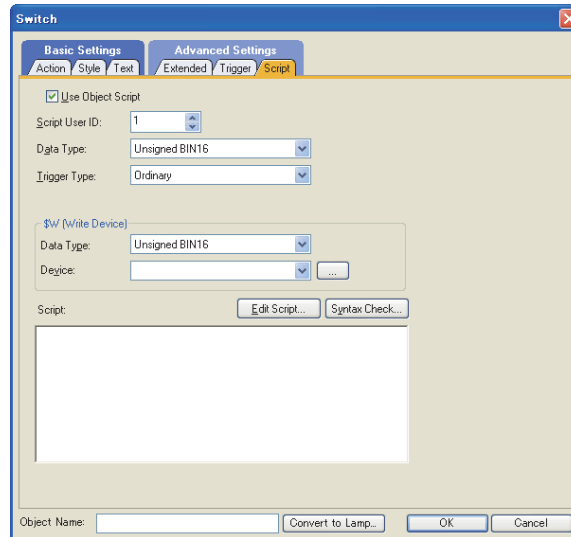 Switch
Basic Settings Advanced Settings
Action Style Text Extended Trigger Script
Use Object Script
Script User ID: 1
Data Type: Unsigned BIN16
Trigger Type: Ordinary
$W (Write Device)
Data Type: Unsigned BIN16
Device: ...
Script: Edit Script... Syntax Check...
Object Name: Convert to Lamp... OK Cancel